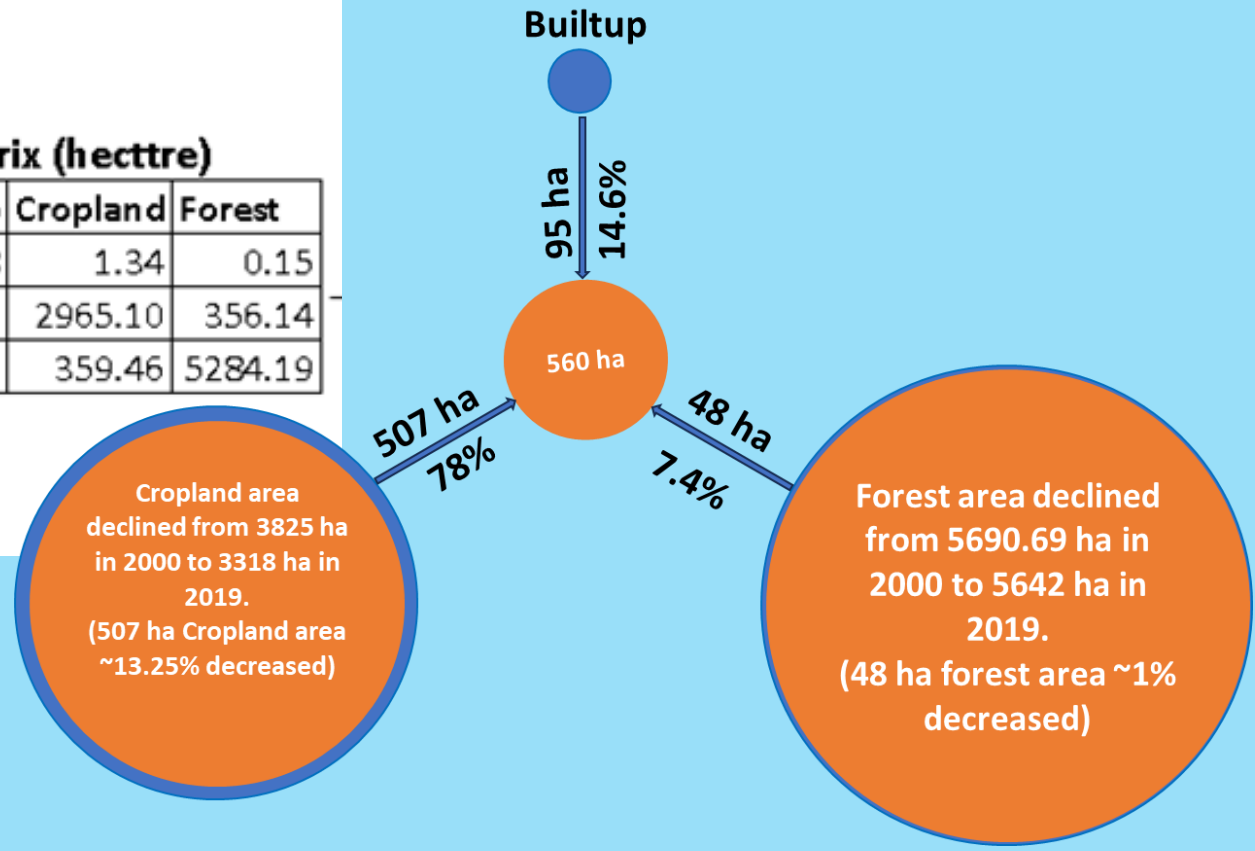 Builtup
rix (hecttre)
Cropland Forest
1.34 0.15
2965.10 356.14
359.46 5284.19
95 ha
14.6%
560 ha
507 ha
78%
48 ha
7.4%
Cropland area
declined from 3825 ha
in 2000 to 3318 ha in
2019.
(507 ha Cropland area
~13.25% decreased)
Forest area declined
from 5690.69 ha in
2000 to 5642 ha in
2019.
(48 ha forest area ~1%
decreased)